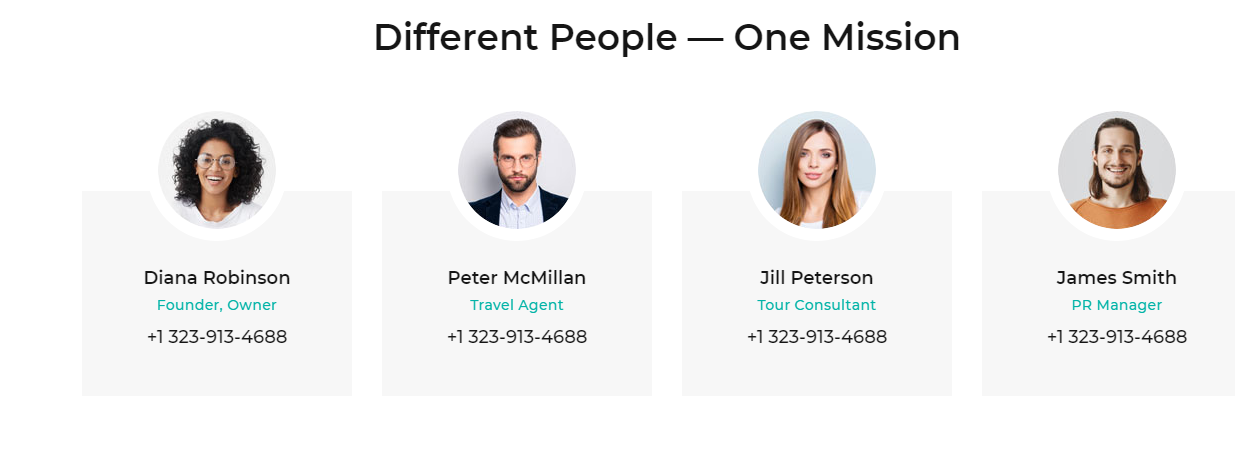 Different People — One Mission
Diana Robinson
Founder, Owner
+1 323-913-4688
Peter McMillan
Travel Agent
+1 323-913-4688
Jill Peterson
Tour Consultant
+1 323-913-4688
James Smith
PR Manager
+1 323-913-4688